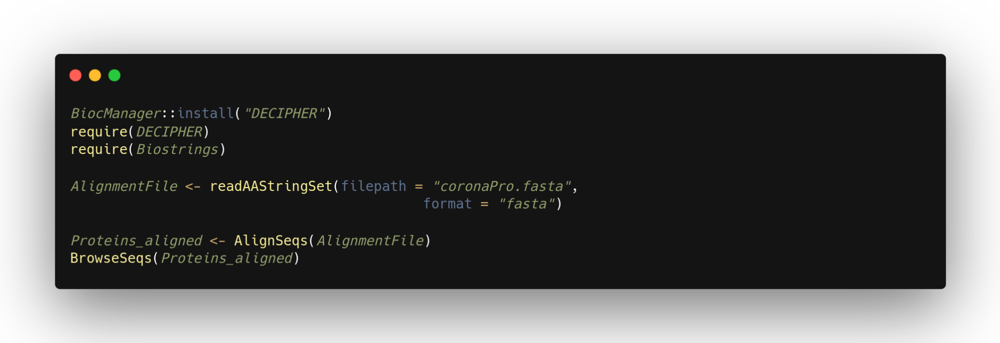 BiocManager::install("DECIPHER")
require(DECIPHER)
require(Biostrings)
AlignmentFile <- readAAStringSet(filepath = "coronaPro.fasta",
format = "fasta")
Proteins_aligned <- AlignSeqs(AlignmentFile)
BrowseSeqs(Proteins_aligned)